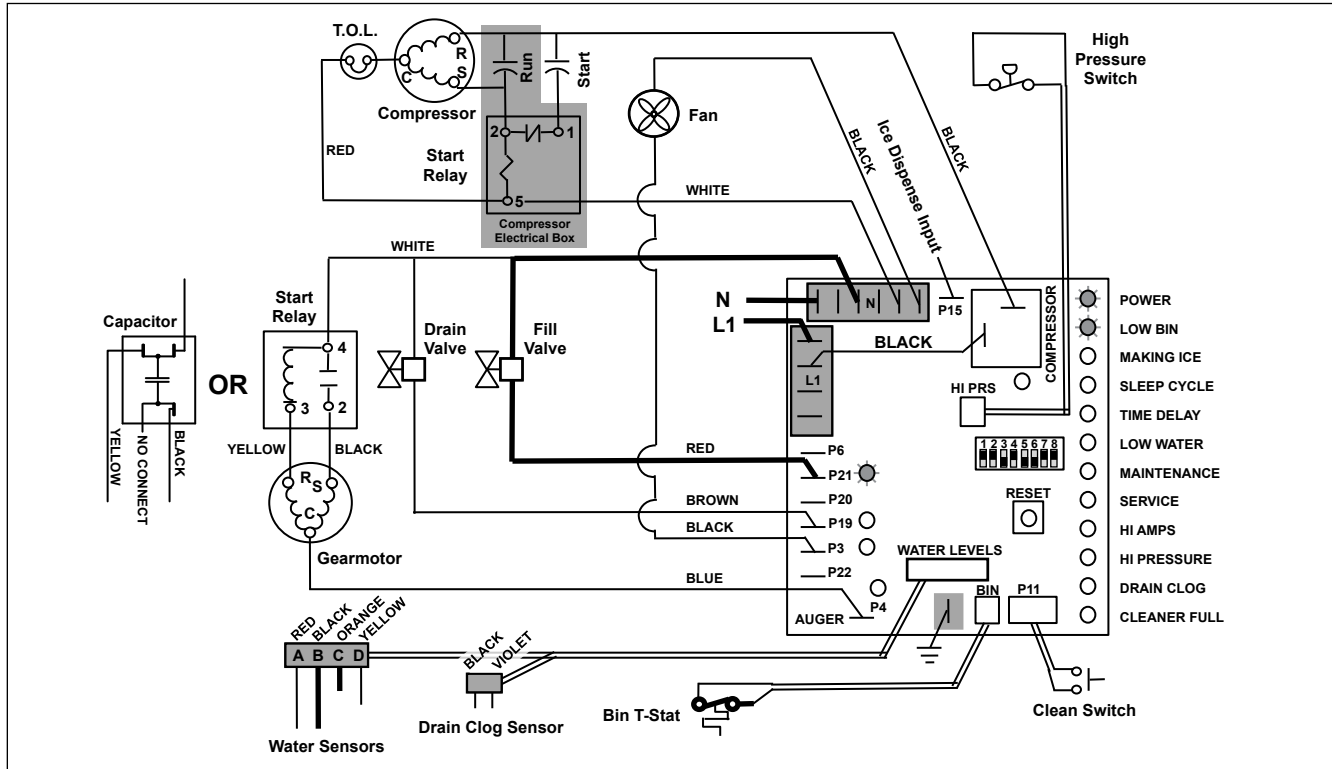 T.O.L.
R
S
C
Compressor
Run
Start
High
Pressure
Switch
Fan
2
1
Start
Relay
5
Compressor
Electrical Box
RED
BLACK
Ice Dispense Input
BLACK
WHITE
WHITE
Capacitor
YELLOW
NO CONNECT
BLACK
OR
Start
Relay
4
3
2
YELLOW
BLACK
R
S
C
Gearmotor
Drain
Valve
Fill
Valve
N
L1
N
P15
COMPRESSOR
BLACK
L1
HI PRS
1 2 3 4 5 6 7 8
RESET
POWER
LOW BIN
MAKING ICE
SLEEP CYCLE
TIME DELAY
LOW WATER
MAINTENANCE
SERVICE
HI AMPS
HI PRESSURE
DRAIN CLOG
CLEANER FULL
RED
P6
P21
P20
BROWN
P19
BLACK
P3
P22
BLUE
P4
AUGER
WATER LEVELS
BIN
P11
RED
BLACK
ORANGE
YELLOW
A B C D
Water Sensors
BLACK
VIOLET
Drain Clog Sensor
Bin T-Stat
Clean Switch